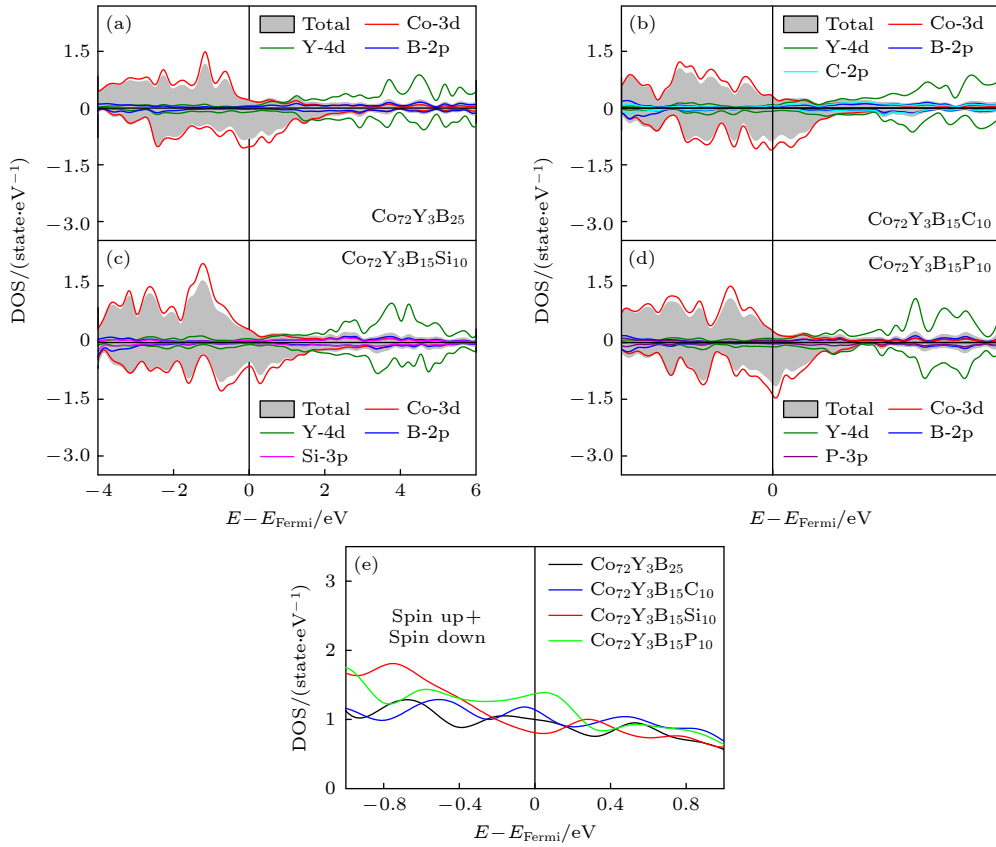 (a)
Total
Co-3d
Y-4d
B-2p
1.5
0
−1.5
−3.0
DOS/(state·eV⁻¹)
Co₇₂Y₃B₂₅
(b)
Total
Co-3d
Y-4d
B-2p
C-2p
1.5
0
−1.5
−3.0
DOS/(state·eV⁻¹)
Co₇₂Y₃B₁₅C₁₀
(c)
Co₇₂Y₃B₁₅Si₁₀
1.5
0
−1.5
−3.0
Total
Co-3d
Y-4d
B-2p
Si-3p
−4
−2
0
2
4
6
E−E_Fermi/eV
(d)
Co₇₂Y₃B₁₅P₁₀
1.5
0
−1.5
−3.0
Total
Co-3d
Y-4d
B-2p
P-3p
0
E−E_Fermi/eV
(e)
Co₇₂Y₃B₂₅
Co₇₂Y₃B₁₅C₁₀
Co₇₂Y₃B₁₅Si₁₀
Co₇₂Y₃B₁₅P₁₀
Spin up+
Spin down
3
2
1
0
DOS/(state·eV⁻¹)
−0.8
−0.4
0
0.4
0.8
E−E_Fermi/eV